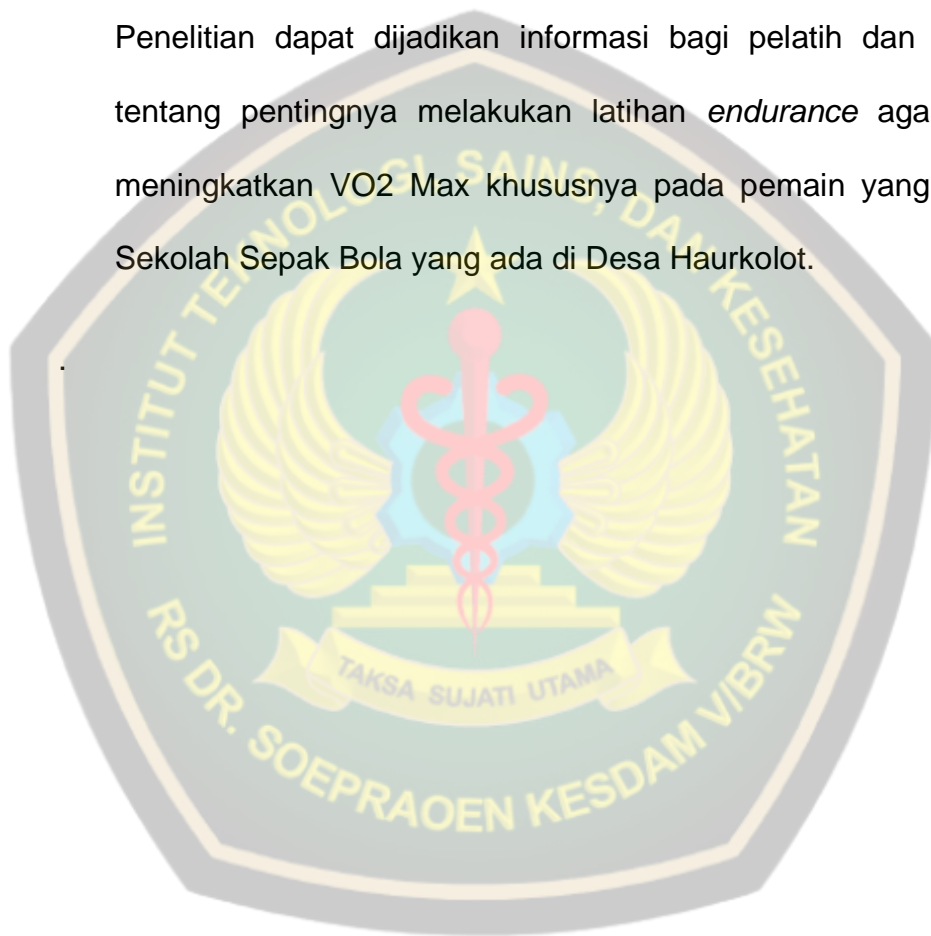 Penelitian dapat dijadikan informasi bagi pelatih dan
tentang pentingnya melakukan latihan endurance aga
meningkatkan VO2 Max khususnya pada pemain yang
Sekolah Sepak Bola yang ada di Desa Haurkolot.
.
INSTITUT TEKNOLOGI, SAINS, DAN KESEHATAN
TAKSA SUJATI UTAMA
RS DR. SOEPRAOEN KESDAM V/BRW